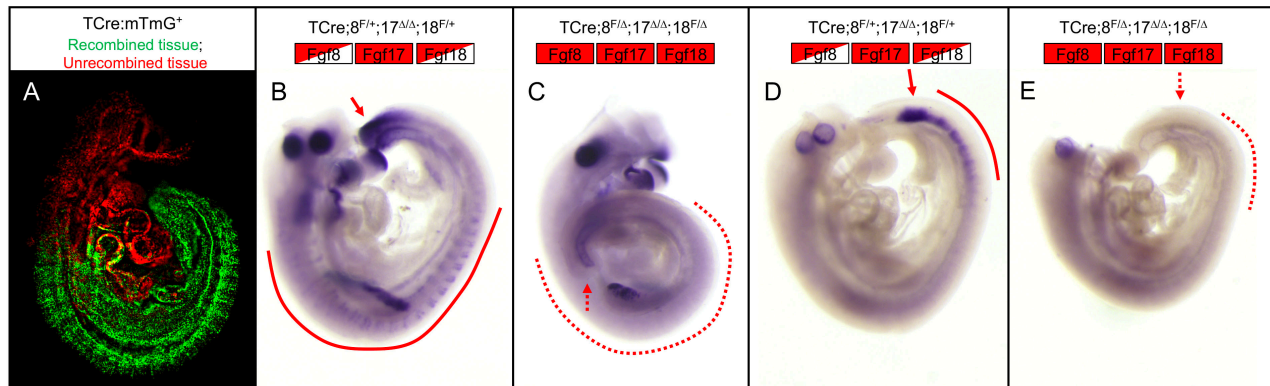 TCre:mTmG⁺
Recombined tissue;
Unrecombined tissue
A
TCre;8F/+;17Δ/Δ;18F/+
Fgf8 Fgf17 Fgf18
B
TCre;8F/Δ;17Δ/Δ;18F/Δ
Fgf8 Fgf17 Fgf18
C
TCre;8F/+;17Δ/Δ;18F/+
Fgf8 Fgf17 Fgf18
D
TCre;8F/Δ;17Δ/Δ;18F/Δ
Fgf8 Fgf17 Fgf18
E